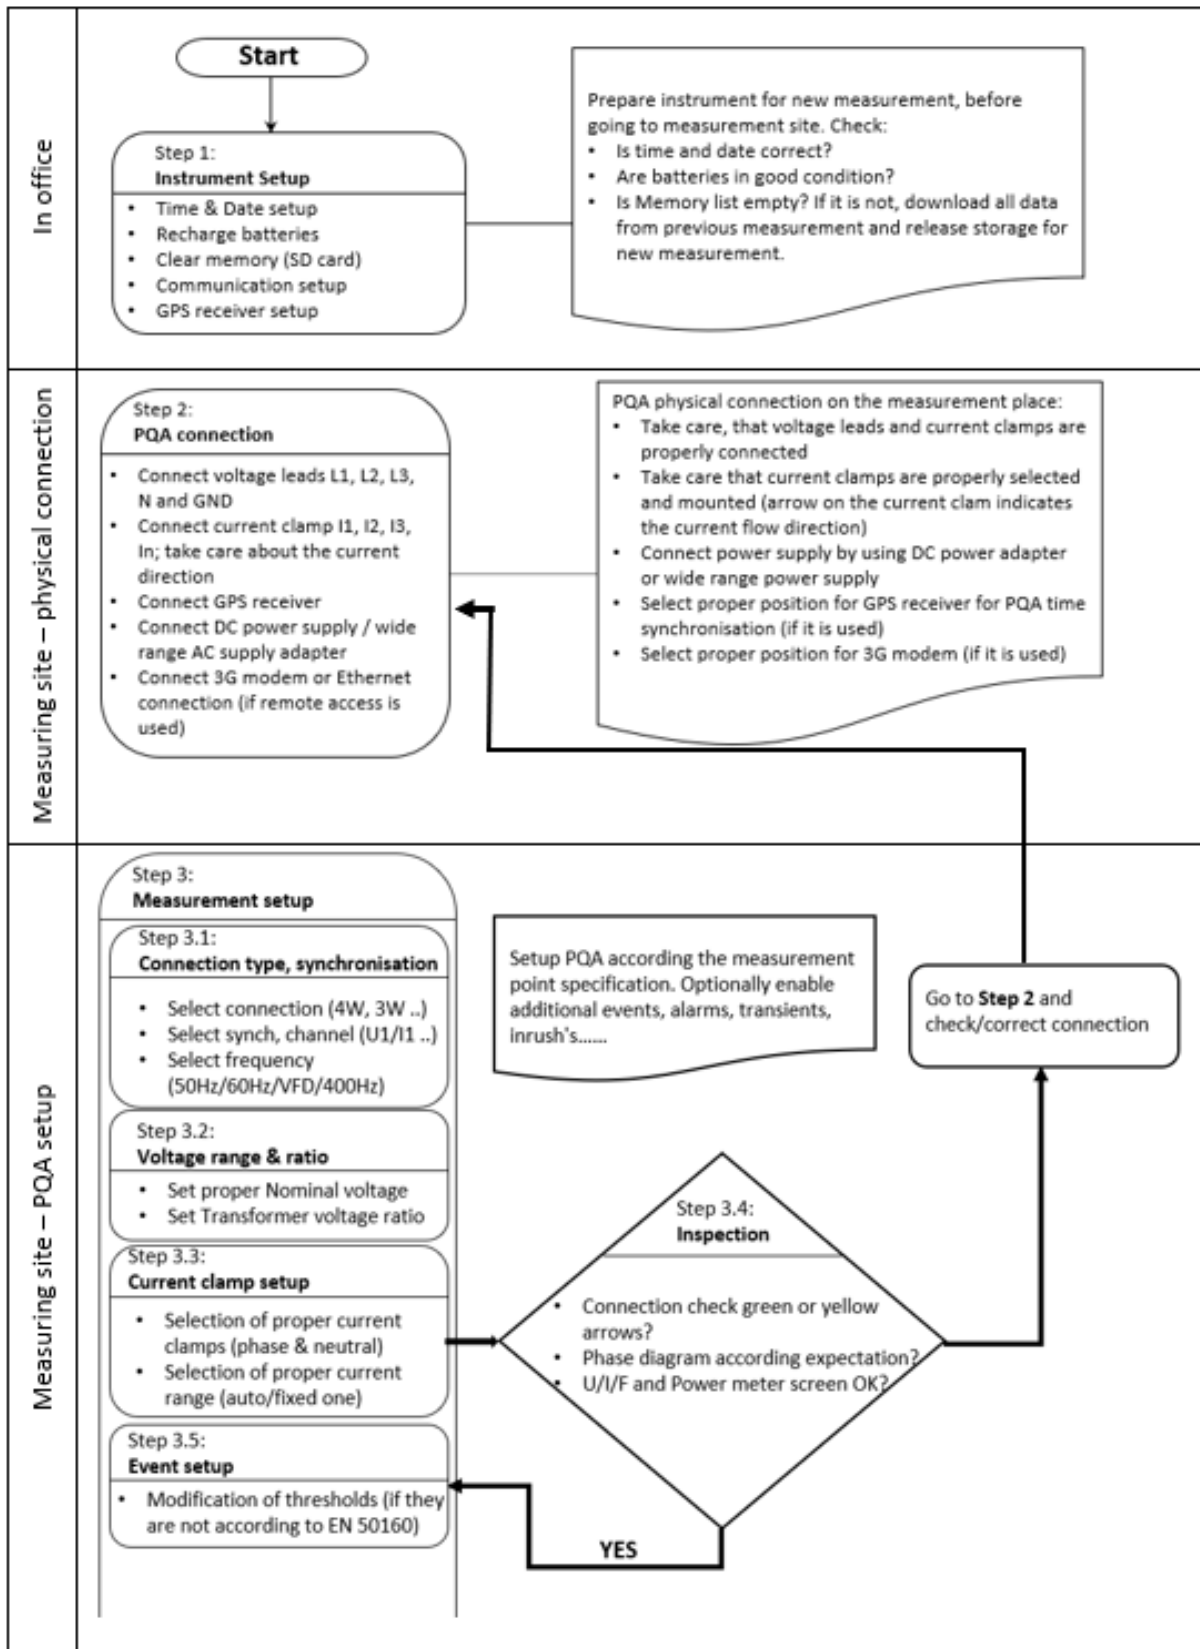 In office
Start
Step 1:
Instrument Setup
• Time & Date setup
• Recharge batteries
• Clear memory (SD card)
• Communication setup
• GPS receiver setup
Prepare instrument for new measurement, before
going to measurement site. Check:
• Is time and date correct?
• Are batteries in good condition?
• Is Memory list empty? If it is not, download all data
from previous measurement and release storage for
new measurement.
Measuring site – physical connection
Step 2:
PQA connection
• Connect voltage leads L1, L2, L3,
N and GND
• Connect current clamp I1, I2, I3,
In; take care about the current
direction
• Connect GPS receiver
• Connect DC power supply / wide
range AC supply adapter
• Connect 3G modem or Ethernet
connection (if remote access is
used)
PQA physical connection on the measurement place:
• Take care, that voltage leads and current clamps are
properly connected
• Take care that current clamps are properly selected
and mounted (arrow on the current clam indicates
the current flow direction)
• Connect power supply by using DC power adapter
or wide range power supply
• Select proper position for GPS receiver for PQA time
synchronisation (if it is used)
• Select proper position for 3G modem (if it is used)
Measuring site – PQA setup
Step 3:
Measurement setup
Step 3.1:
Connection type, synchronisation
• Select connection (4W, 3W ..)
• Select synch, channel (U1/I1 ..)
• Select frequency
(50Hz/60Hz/VFD/400Hz)
Step 3.2:
Voltage range & ratio
• Set proper Nominal voltage
• Set Transformer voltage ratio
Step 3.3:
Current clamp setup
• Selection of proper current
clamps (phase & neutral)
• Selection of proper current
range (auto/fixed one)
Step 3.5:
Event setup
• Modification of thresholds (if they
are not according to EN 50160)
Setup PQA according the measurement
point specification. Optionally enable
additional events, alarms, transients,
inrush's......
Go to Step 2 and
check/correct connection
Step 3.4:
Inspection
• Connection check green or yellow
arrows?
• Phase diagram according expectation?
• U/I/F and Power meter screen OK?
YES